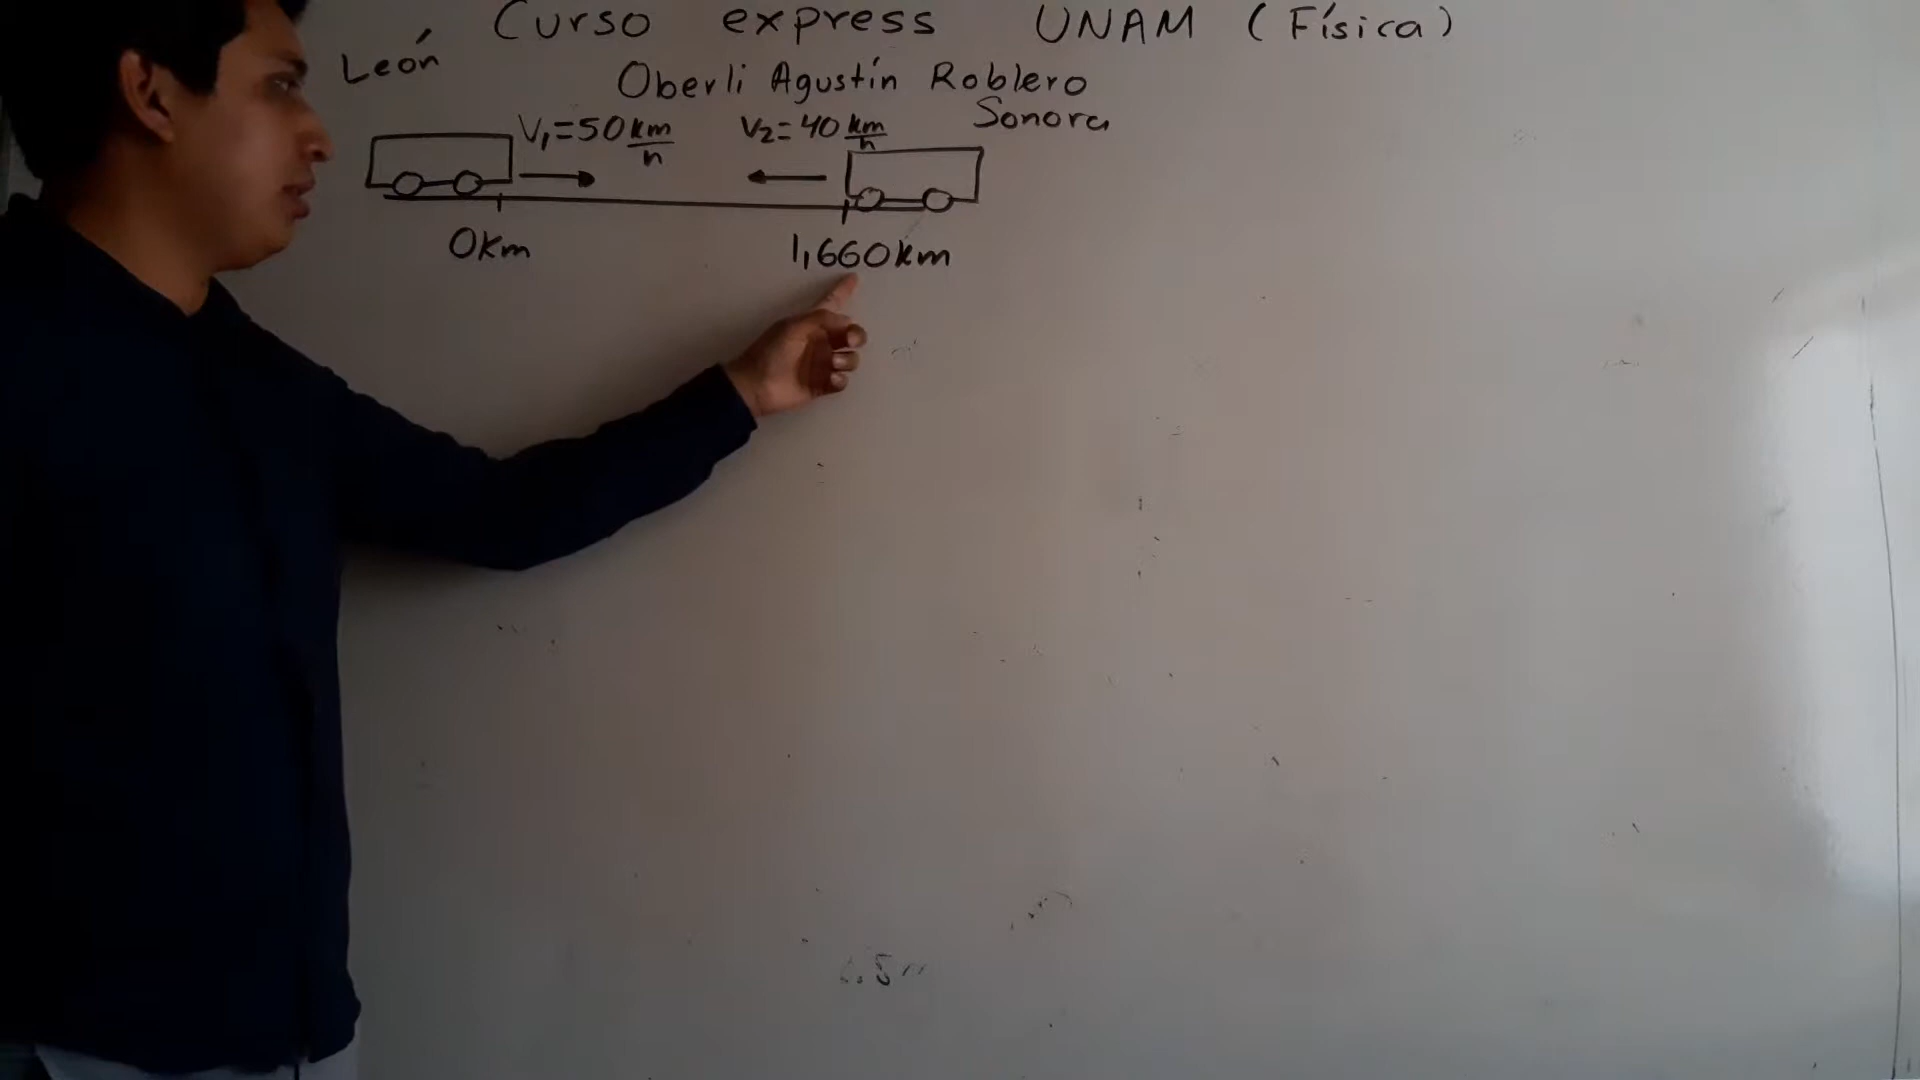 Curso express UNAM (Física)
León
Oberli Agustín Roblero
Sonora
V₁=50 km/h
V₂=40 km/h
0km
1,660km